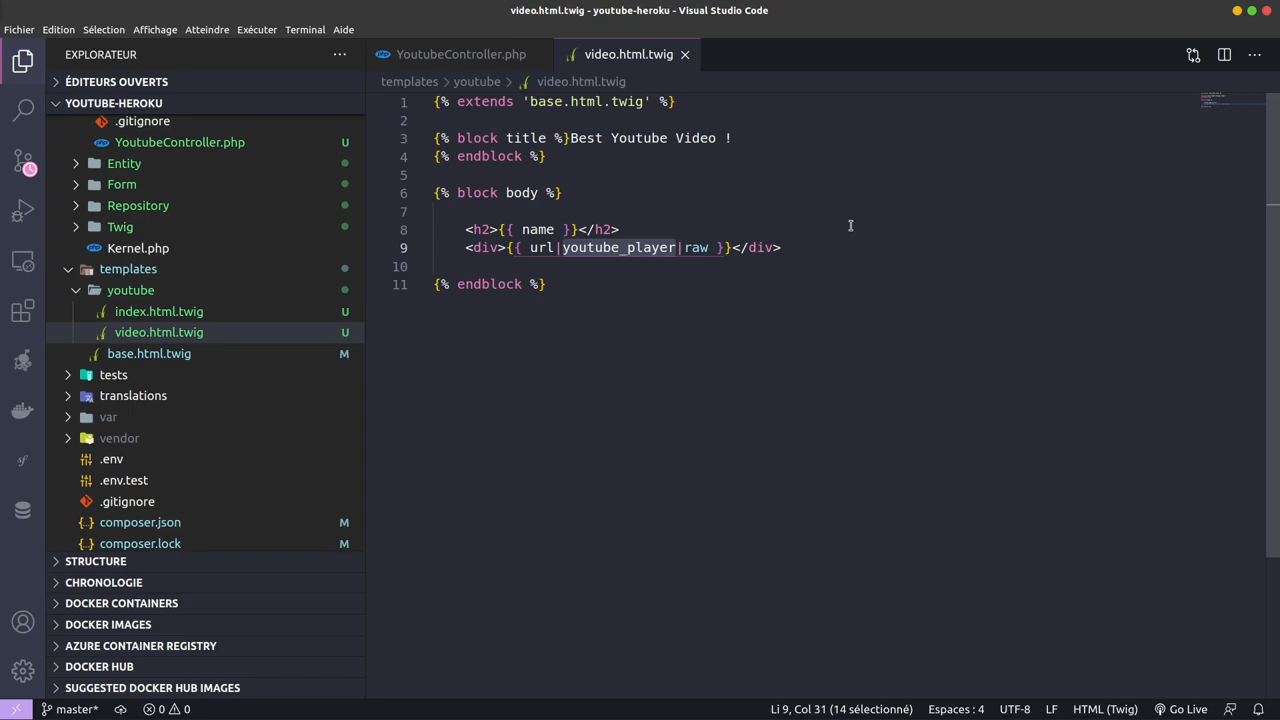 video.html.twig - youtube-heroku - Visual Studio Code
Fichier Edition Sélection Affichage Atteindre Exécuter Terminal Aide
EXPLORATEUR
ÉDITEURS OUVERTS
YOUTUBE-HEROKU
.gitignore
YoutubeController.php U
Entity
Form
Repository
Twig
Kernel.php
templates
youtube
index.html.twig U
video.html.twig U
base.html.twig M
tests
translations
var
vendor
.env
.env.test
.gitignore
composer.json M
composer.lock M
STRUCTURE
CHRONOLOGIE
DOCKER CONTAINERS
DOCKER IMAGES
AZURE CONTAINER REGISTRY
DOCKER HUB
SUGGESTED DOCKER HUB IMAGES
YoutubeController.php video.html.twig
templates > youtube > video.html.twig
1 {% extends 'base.html.twig' %}
2
3 {% block title %}Best Youtube Video !
4 {% endblock %}
5
6 {% block body %}
7
8 <h2>{{ name }}</h2>
9 <div>{{ url|youtube_player|raw }}</div>
10
11 {% endblock %}
master* 0 0 Li 9, Col 31 (14 sélectionné) Espaces : 4 UTF-8 LF HTML (Twig) Go Live